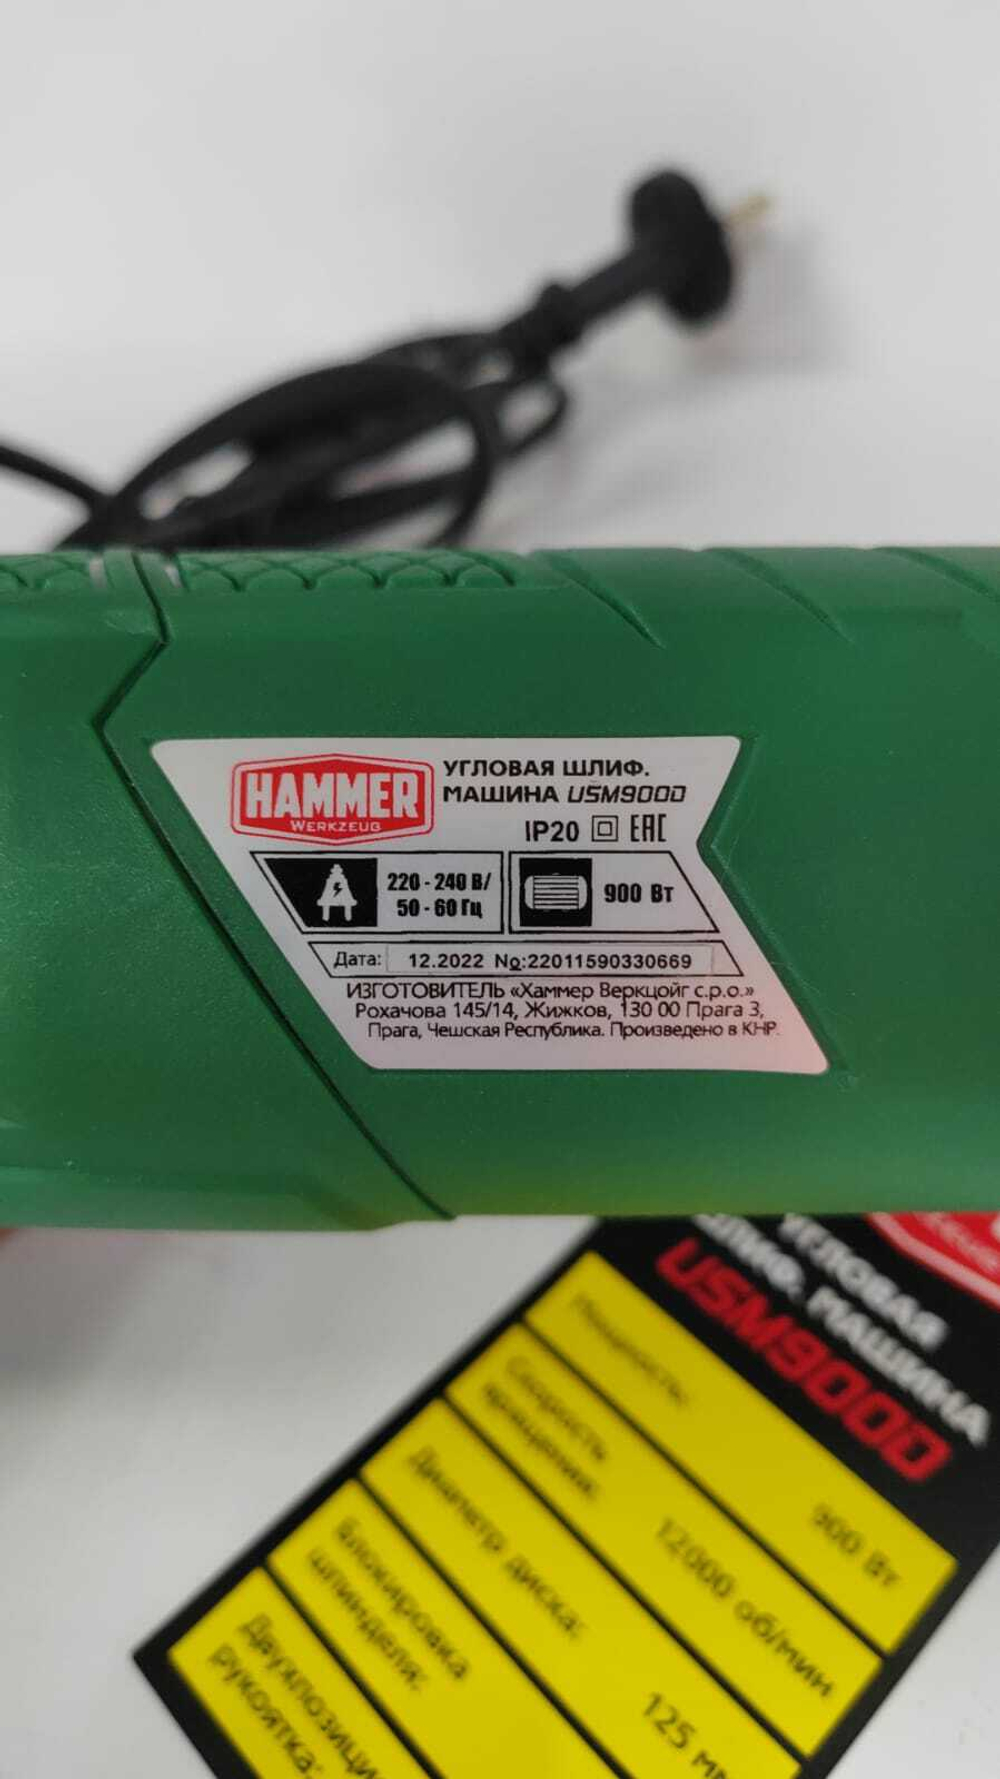 HAMMER
WERKZEUG
УГЛОВАЯ ШЛИФ.
МАШИНА USM900D
IP20 EAC
220 - 240 В/
50 - 60 Гц
900 Вт
Дата: 12.2022 No:22011590330669
ИЗГОТОВИТЕЛЬ «Хаммер Веркцойг с.р.о.»
Рохачова 145/14, Жижков, 130 00 Прага 3,
Прага, Чешская Республика. Произведено в КНР.
УГЛОВАЯ
ШЛИФ. МАШИНА
USM900D
Мощность:
900 Вт
Скорость
вращения:
12000 об/мин
Диаметр диска:
125 мм
Блокировка
шпинделя:
рукоятка: